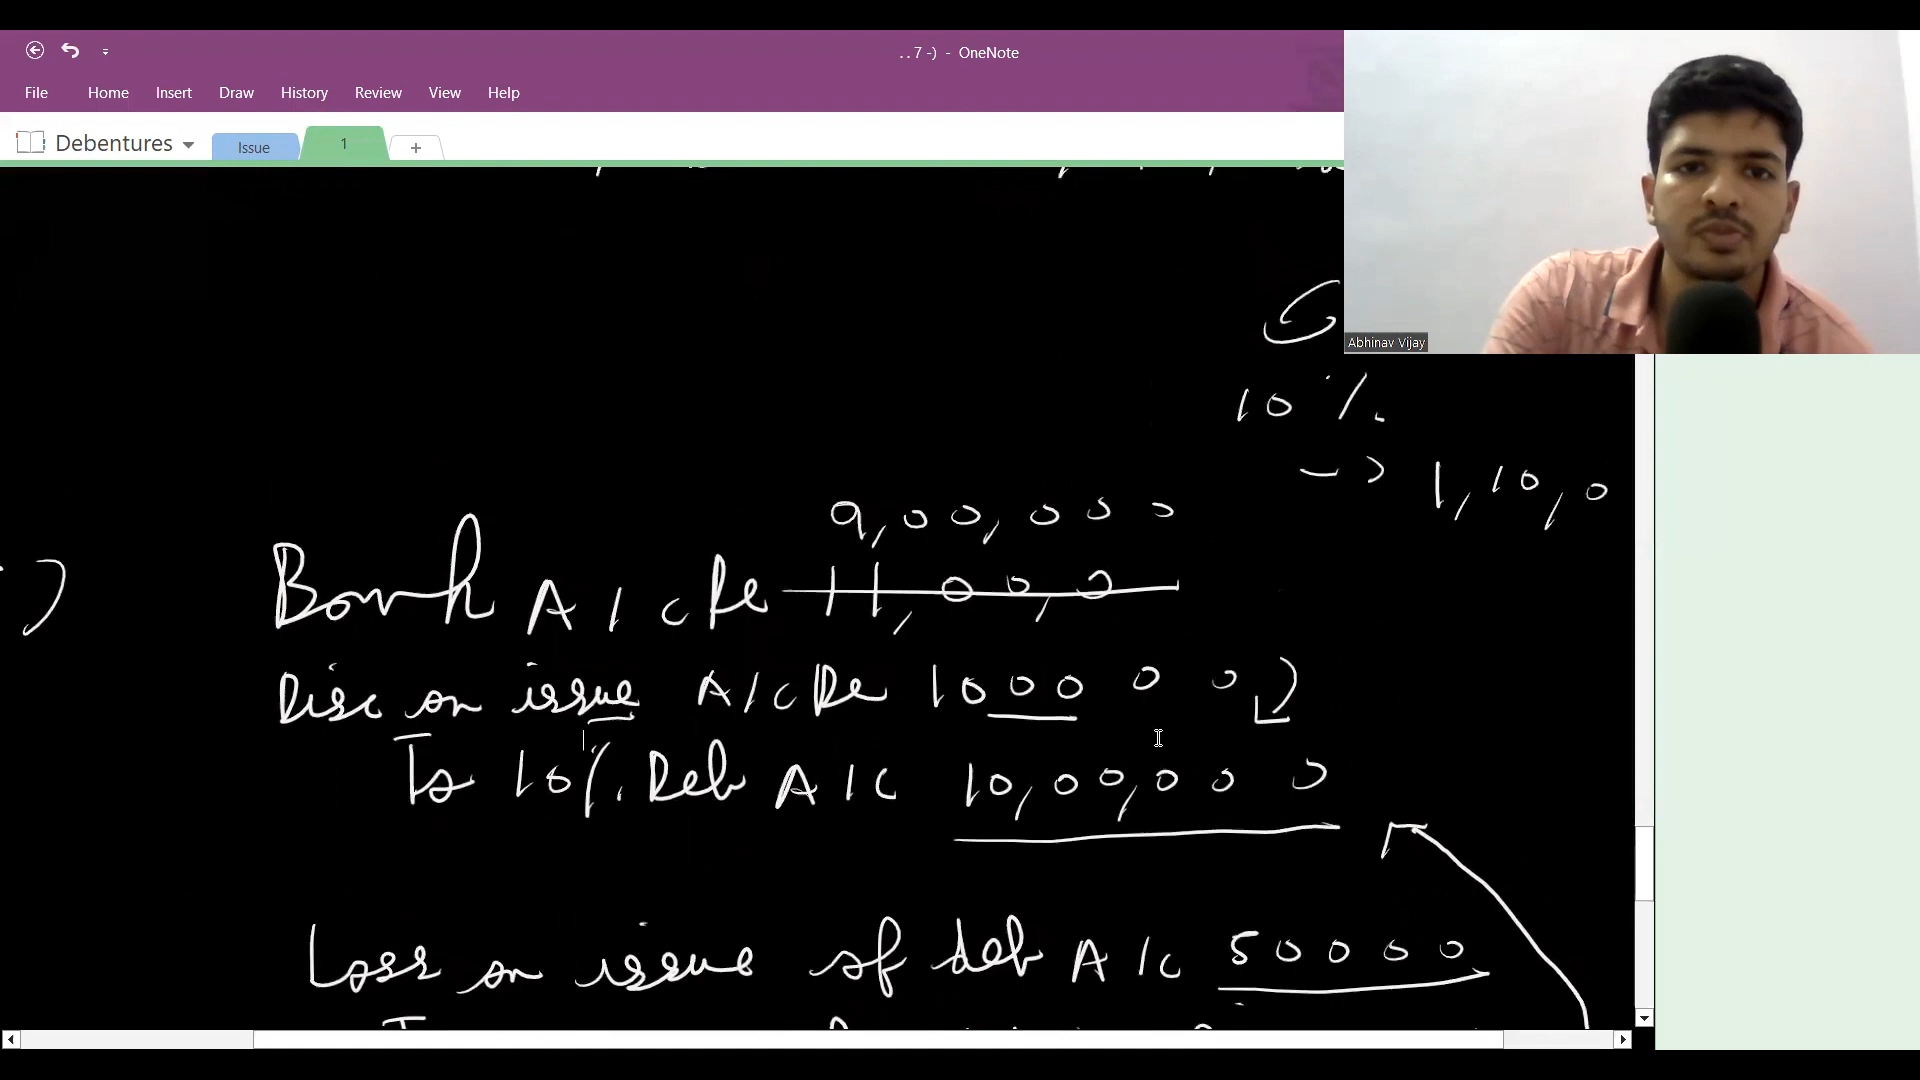 . . 7 -) - OneNote
File Home Insert Draw History Review View Help
Debentures Issue 1 +
Abhinav Vijay
10 %.
-> 1,10,0
9,00,000
Bank A/c Dr 11,00,0
Disc on issue A/c Dr 100000
To 10%. Deb A/C 10,00,000
Loss on issue of deb A/c 50000